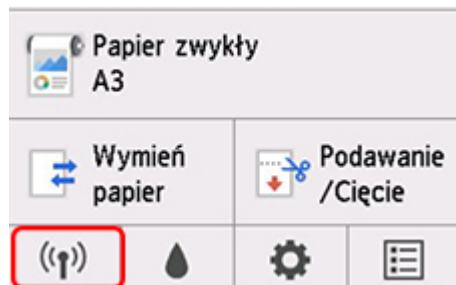 Papier zwykły
A3
Wymień
papier
Podawanie
/Cięcie